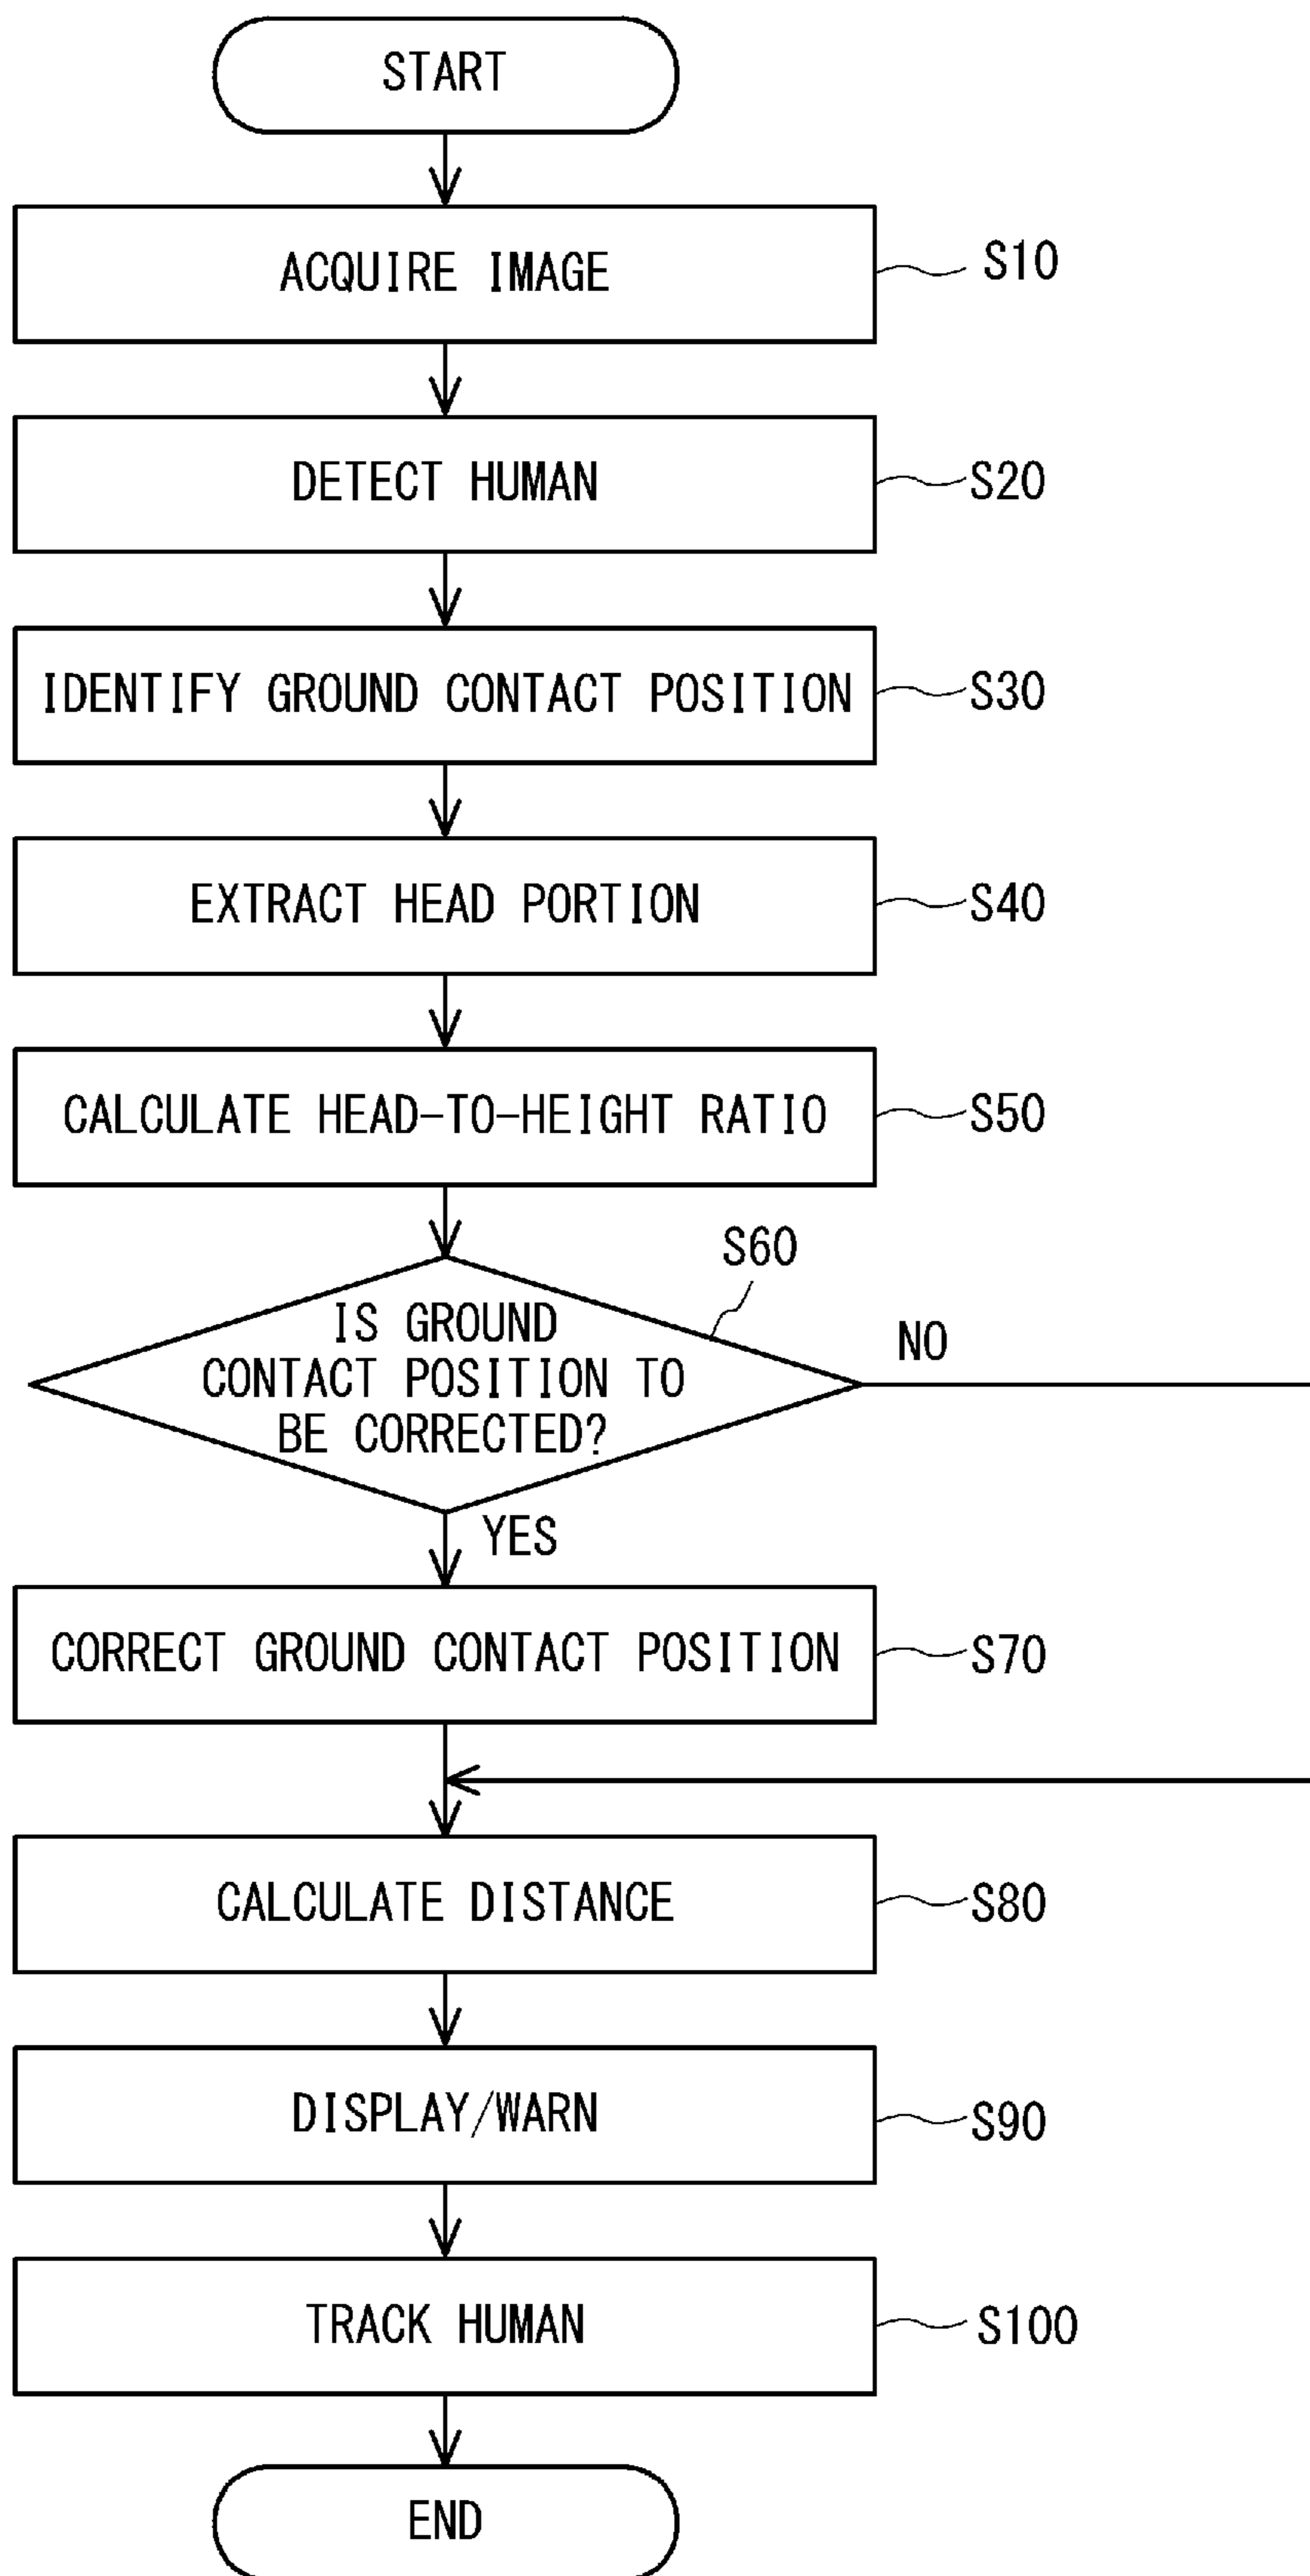 START
ACQUIRE IMAGE
S10
DETECT HUMAN
S20
IDENTIFY GROUND CONTACT POSITION
S30
EXTRACT HEAD PORTION
S40
CALCULATE HEAD-TO-HEIGHT RATIO
S50
S60
IS GROUND
CONTACT POSITION TO
BE CORRECTED?
NO
YES
CORRECT GROUND CONTACT POSITION
S70
CALCULATE DISTANCE
S80
DISPLAY/WARN
S90
TRACK HUMAN
S100
END